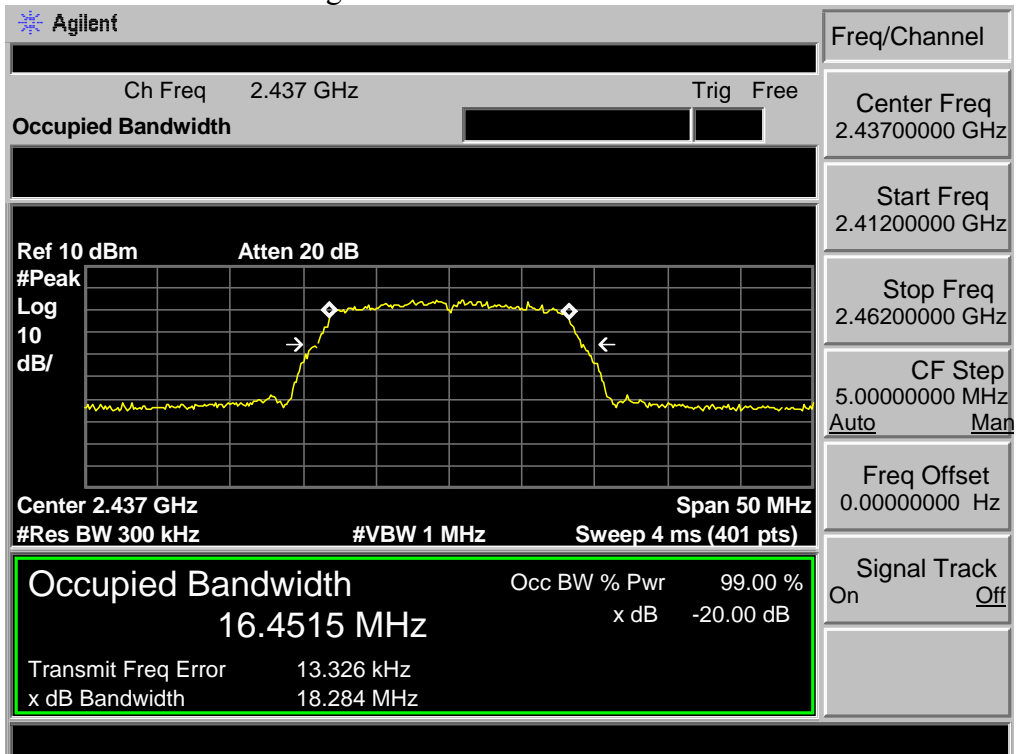 Agilent
Freq/Channel
Ch Freq 2.437 GHz Trig Free
Occupied Bandwidth
Center Freq
2.43700000 GHz
Start Freq
2.41200000 GHz
Stop Freq
2.46200000 GHz
CF Step
5.00000000 MHz
Auto Man
Freq Offset
0.00000000 Hz
Signal Track
On Off
Ref 10 dBm Atten 20 dB
#Peak
Log
10
dB/
Center 2.437 GHz Span 50 MHz
#Res BW 300 kHz #VBW 1 MHz Sweep 4 ms (401 pts)
Occupied Bandwidth Occ BW % Pwr 99.00 %
16.4515 MHz x dB -20.00 dB
Transmit Freq Error 13.326 kHz
x dB Bandwidth 18.284 MHz